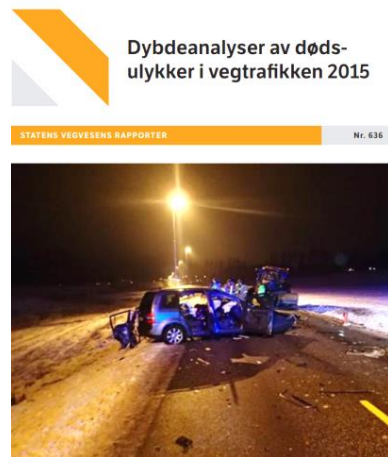 Dybdeanalyser av døds-
ulykker i vegtrafikken 2015
STATENS VEGVESENS RAPPORTER
Nr. 636